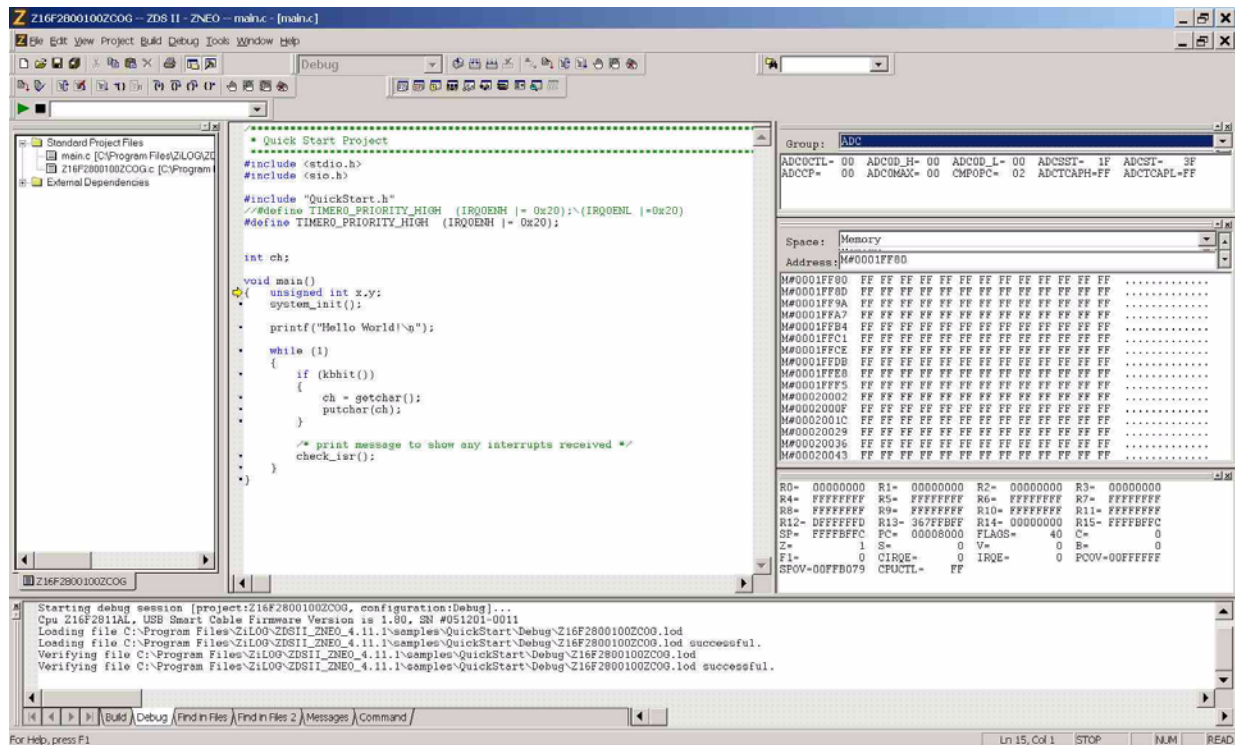 Z16F2800100ZCOG -- ZDS II - ZNEO -- main.c - [main.c]
File Edit View Project Build Debug Tools Window Help
Debug
Standard Project Files
main.c [C:\Program Files\ZiLOG\ZD
Z16F2800100ZCOG.c [C:\Program
External Dependencies
Z16F2800100ZCOG
/*****
* Quick Start Project
*****
#include <stdio.h>
#include <sio.h>
#include "QuickStart.h"
//#define TIMER0_PRIORITY_HIGH (IRQ0ENH |= 0x20);\(IRQ0ENL |=0x20)
#define TIMER0_PRIORITY_HIGH (IRQ0ENH |= 0x20);
int ch;
void main()
{ unsigned int x,y;
system_init();
printf("Hello World!\n");
while (1)
{
if (kbhit())
{
ch = getchar();
putchar(ch);
}
/* print message to show any interrupts received */
check_isr();
}
}
Group: ADC
ADC0CTL= 00 ADC0D_H= 00 ADC0D_L= 00 ADCSST= 1F ADCST= 3F
ADCCP= 00 ADC0MAX= 00 CMPOPC= 02 ADCTCAPH=FF ADCTCAPL=FF
Space: Memory
Address: M#0001FF80
M#0001FF80 FF FF FF FF FF FF FF FF FF FF FF FF FF .............
M#0001FF8D FF FF FF FF FF FF FF FF FF FF FF FF FF .............
M#0001FF9A FF FF FF FF FF FF FF FF FF FF FF FF FF .............
M#0001FFA7 FF FF FF FF FF FF FF FF FF FF FF FF FF .............
M#0001FFB4 FF FF FF FF FF FF FF FF FF FF FF FF FF .............
M#0001FFC1 FF FF FF FF FF FF FF FF FF FF FF FF FF .............
M#0001FFCE FF FF FF FF FF FF FF FF FF FF FF FF FF .............
M#0001FFDB FF FF FF FF FF FF FF FF FF FF FF FF FF .............
M#0001FFE8 FF FF FF FF FF FF FF FF FF FF FF FF FF .............
M#0001FFF5 FF FF FF FF FF FF FF FF FF FF FF FF FF .............
M#00020002 FF FF FF FF FF FF FF FF FF FF FF FF FF .............
M#0002000F FF FF FF FF FF FF FF FF FF FF FF FF FF .............
M#0002001C FF FF FF FF FF FF FF FF FF FF FF FF FF .............
M#00020029 FF FF FF FF FF FF FF FF FF FF FF FF FF .............
M#00020036 FF FF FF FF FF FF FF FF FF FF FF FF FF .............
M#00020043 FF FF FF FF FF FF FF FF FF FF FF FF FF .............
R0= 00000000 R1= 00000000 R2= 00000000 R3= 00000000
R4= FFFFFFFF R5= FFFFFFFF R6= FFFFFFFF R7= FFFFFFFF
R8= FFFFFFFF R9= FFFFFFFF R10= FFFFFFFF R11= FFFFFFFF
R12= DFFFFFFD R13= 367FFBFF R14= 00000000 R15= FFFFBFFC
SP= FFFFBFFC PC= 00008000 FLAGS= 40 C= 0
Z= 1 S= 0 V= 0 B= 0
F1= 0 CIRQE= 0 IRQE= 0 PCOV=00FFFFFF
SPOV=00FFB079 CPUCTL= FF
Starting debug session [project:Z16F2800100ZCOG, configuration:Debug]...
Cpu Z16F2811AL, USB Smart Cable Firmware Version is 1.80, SN #051201-0011
Loading file C:\Program Files\ZiLOG\ZDSII_ZNEO_4.11.1\samples\QuickStart\Debug\Z16F2800100ZCOG.lod
Loading file C:\Program Files\ZiLOG\ZDSII_ZNEO_4.11.1\samples\QuickStart\Debug\Z16F2800100ZCOG.lod successful.
Verifying file C:\Program Files\ZiLOG\ZDSII_ZNEO_4.11.1\samples\QuickStart\Debug\Z16F2800100ZCOG.lod
Verifying file C:\Program Files\ZiLOG\ZDSII_ZNEO_4.11.1\samples\QuickStart\Debug\Z16F2800100ZCOG.lod successful.
Build Debug Find in Files Find in Files 2 Messages Command
For Help, press F1
Ln 15, Col 1 STOP NUM READ